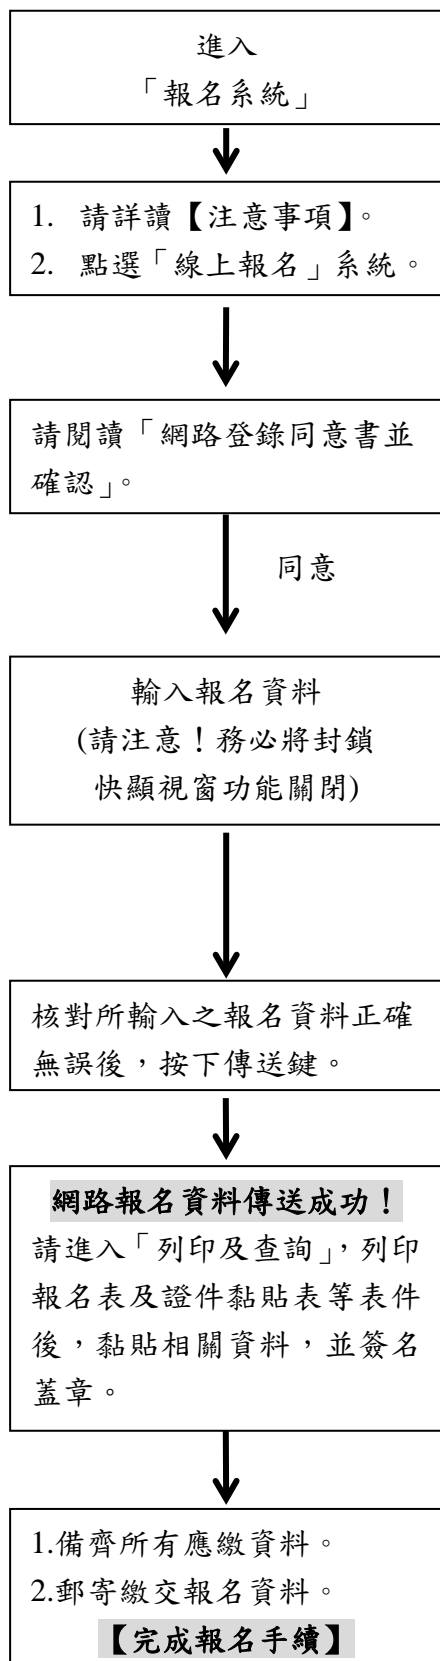 進入
「報名系統」
1. 請詳讀【注意事項】。
2. 點選「線上報名」系統。
請閱讀「網路登錄同意書並
確認」。
同意
輸入報名資料
(請注意！務必將封鎖
快顯視窗功能關閉)
核對所輸入之報名資料正確
無誤後，按下傳送鍵。
網路報名資料傳送成功！
請進入「列印及查詢」，列印
報名表及證件黏貼表等表件
後，黏貼相關資料，並簽名
蓋章。
1.備齊所有應繳資料。
2.郵寄繳交報名資料。
【完成報名手續】